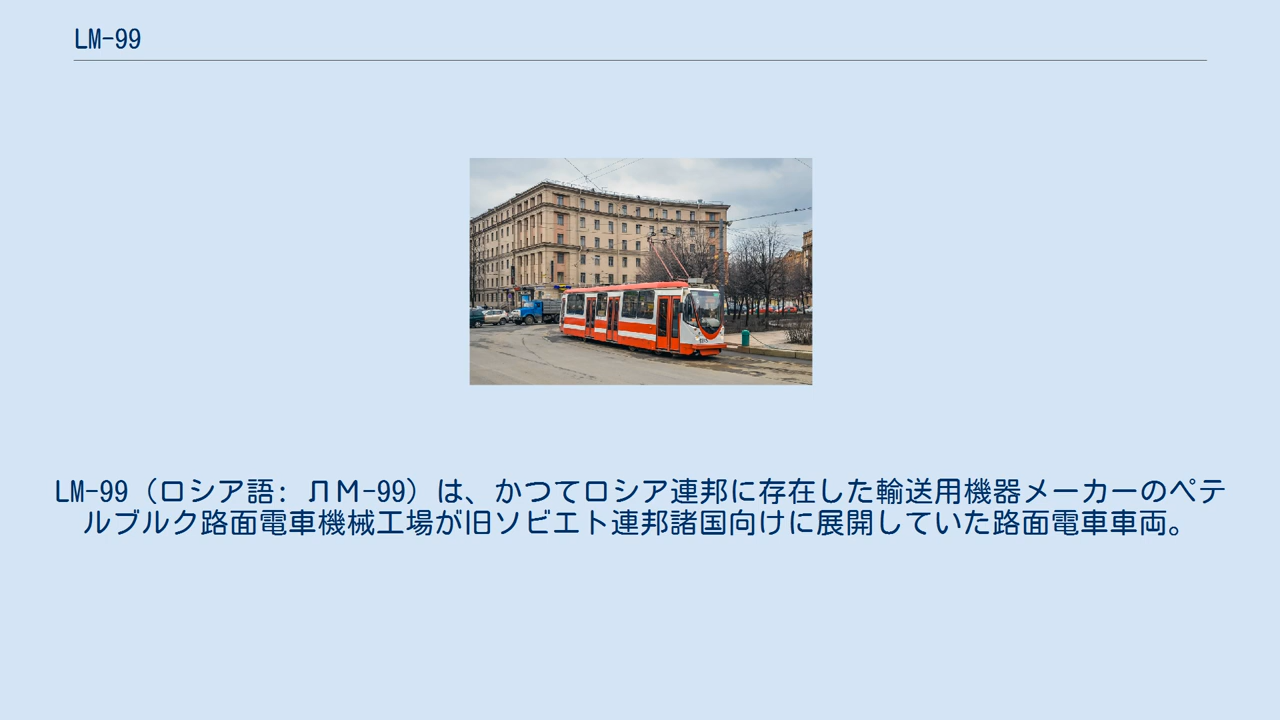 LM-99
LM-99（ロシア語: ЛМ-99）は、かつてロシア連邦に存在した輸送用機器メーカーのペテ
ルブルク路面電車機械工場が旧ソビエト連邦諸国向けに展開していた路面電車車両。